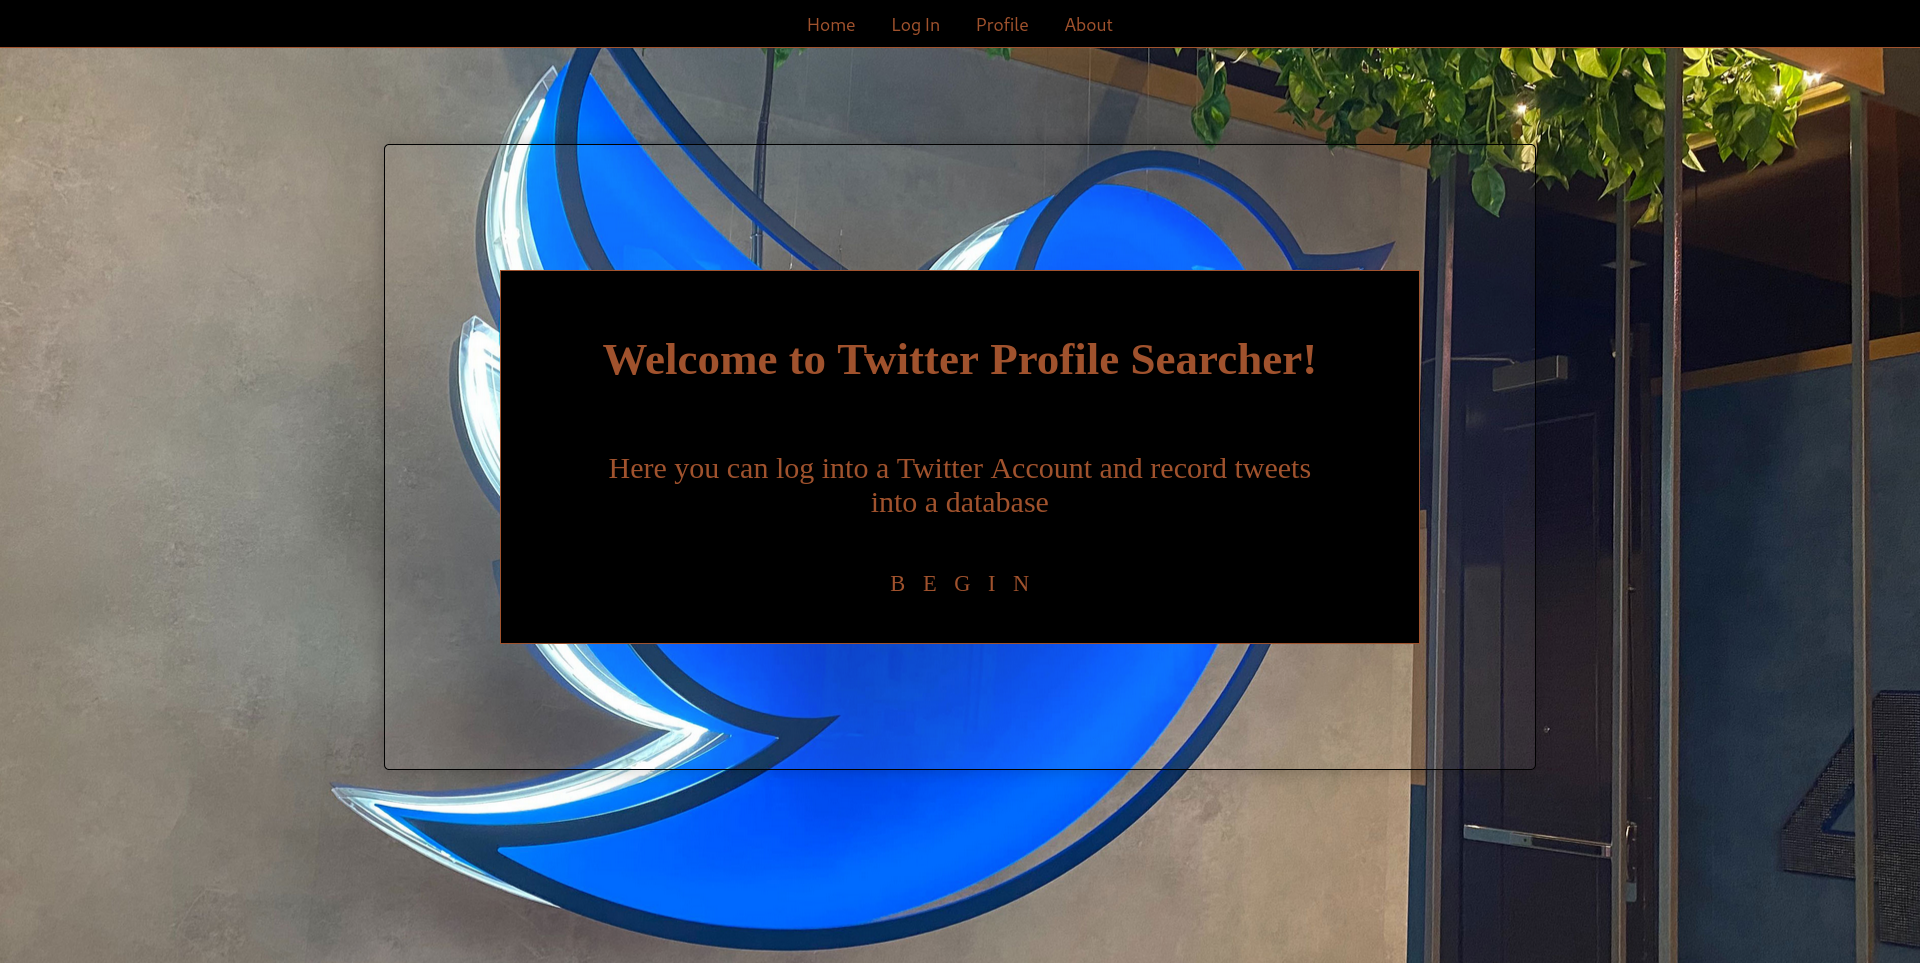 Home Log In Profile About
Welcome to Twitter Profile Searcher!
Here you can log into a Twitter Account and record tweets
into a database
B E G I N